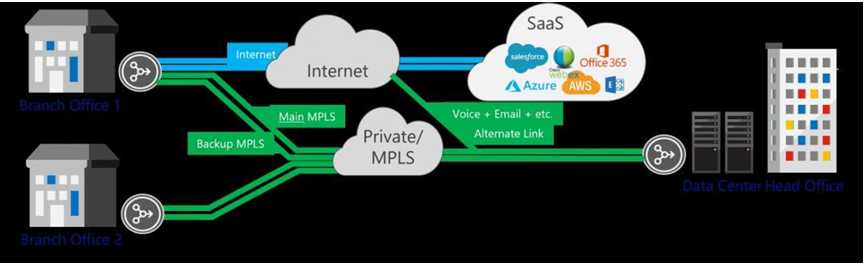 SaaS
Internet
salesforce
Office 365
Internet
Cisco
webex
Azure
AWS
E
Branch Office 1
Main MPLS
Voice + Email + etc.
Alternate Link
Private/
MPLS
Backup MPLS
Data Center
Head Office
Branch Office 2